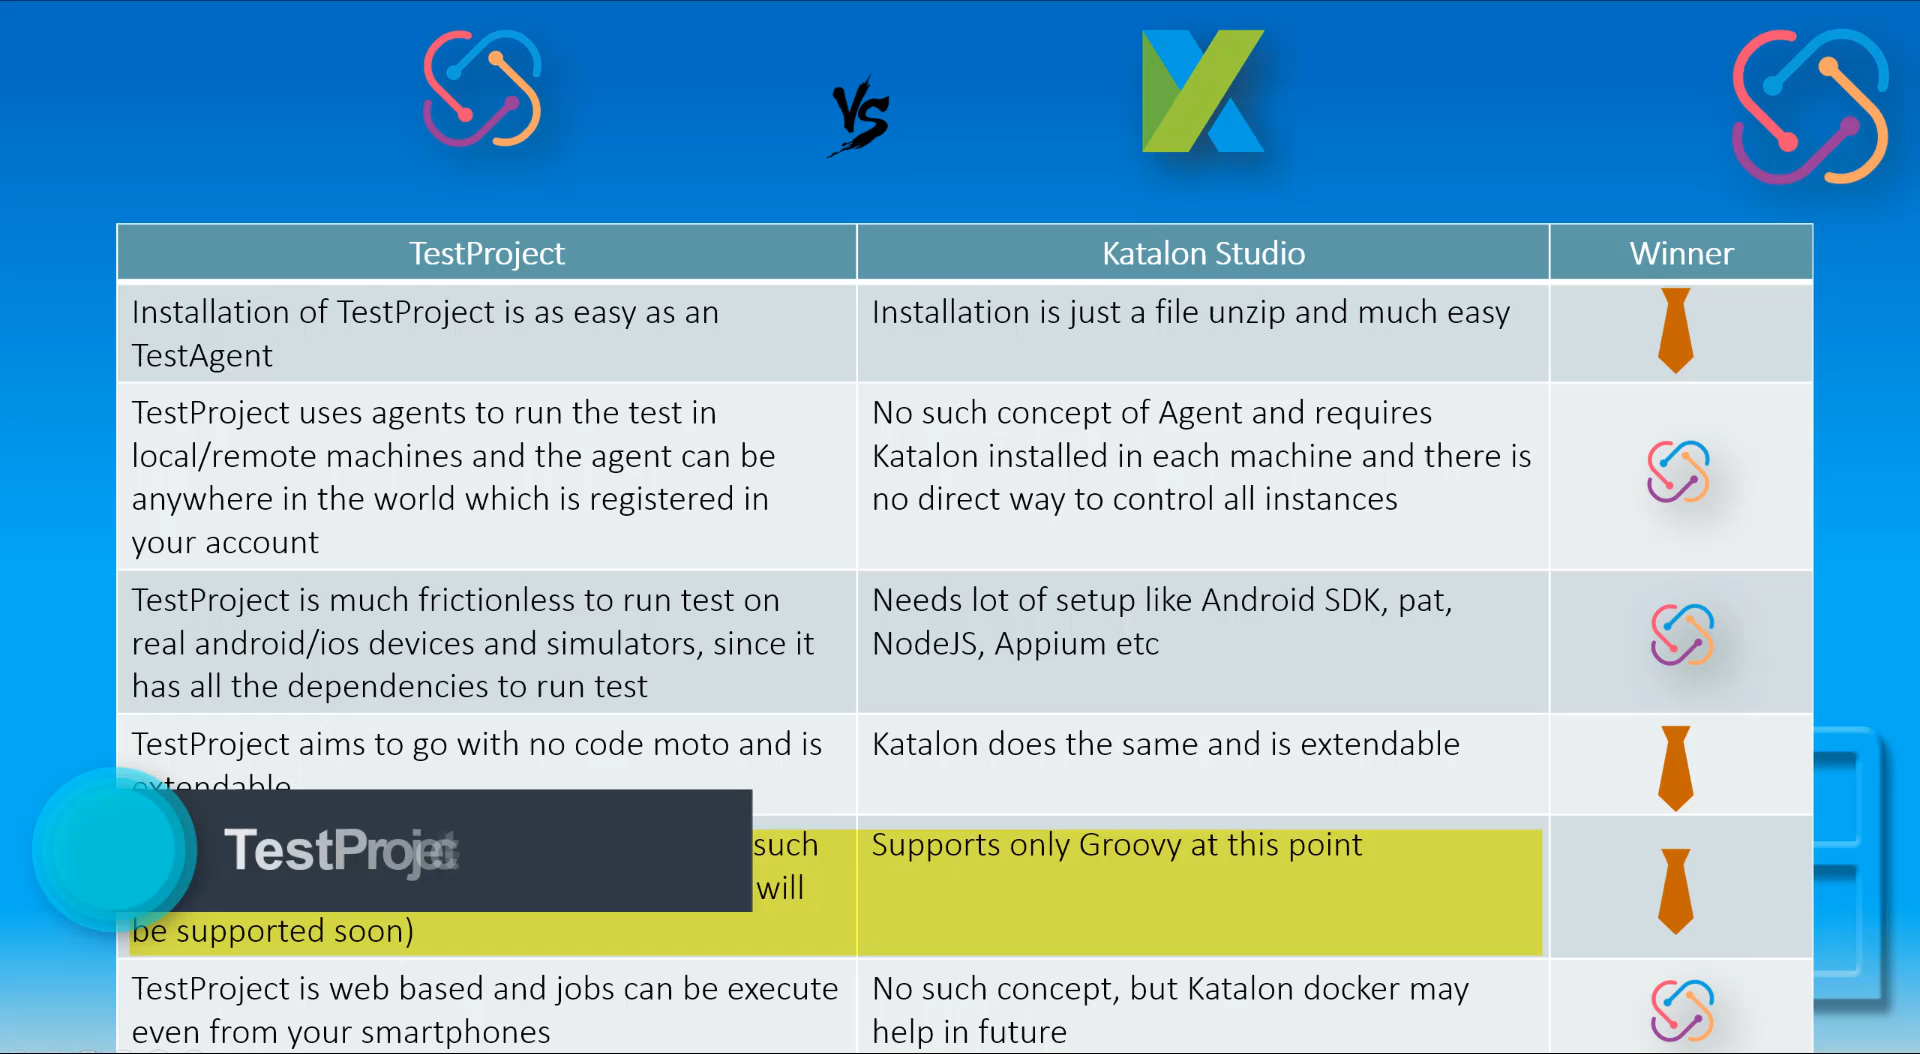 VS
TestProject
Katalon Studio
Winner
Installation of TestProject is as easy as an
TestAgent
Installation is just a file unzip and much easy
TestProject uses agents to run the test in
local/remote machines and the agent can be
anywhere in the world which is registered in
your account
No such concept of Agent and requires
Katalon installed in each machine and there is
no direct way to control all instances
TestProject is much frictionless to run test on
real android/ios devices and simulators, since it
has all the dependencies to run test
Needs lot of setup like Android SDK, pat,
NodeJS, Appium etc
TestProject aims to go with no code moto and is
extendable
Katalon does the same and is extendable
such
will
be supported soon)
Supports only Groovy at this point
TestProje
TestProject is web based and jobs can be execute
even from your smartphones
No such concept, but Katalon docker may
help in future